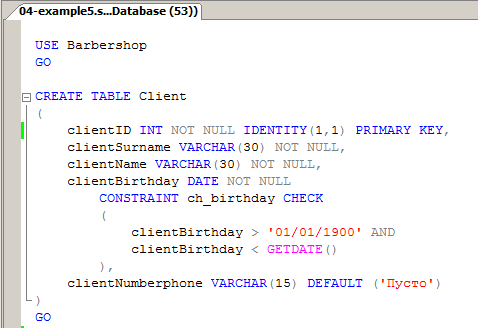 04-example5.s...Database (53))
USE Barbershop
GO
CREATE TABLE Client
(
clientID INT NOT NULL IDENTITY(1,1) PRIMARY KEY,
clientSurname VARCHAR(30) NOT NULL,
clientName VARCHAR(30) NOT NULL,
clientBirthday DATE NOT NULL
CONSTRAINT ch_birthday CHECK
(
clientBirthday > '01/01/1900' AND
clientBirthday < GETDATE()
),
clientNumberphone VARCHAR(15) DEFAULT ('Пусто')
)
GO